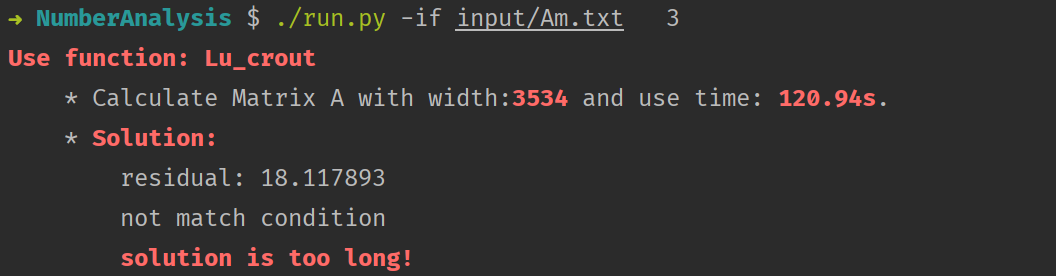 ➜ NumberAnalysis $ ./run.py -if input/Am.txt 3
Use function: Lu_crout
* Calculate Matrix A with width:3534 and use time: 120.94s.
* Solution:
residual: 18.117893
not match condition
solution is too long!